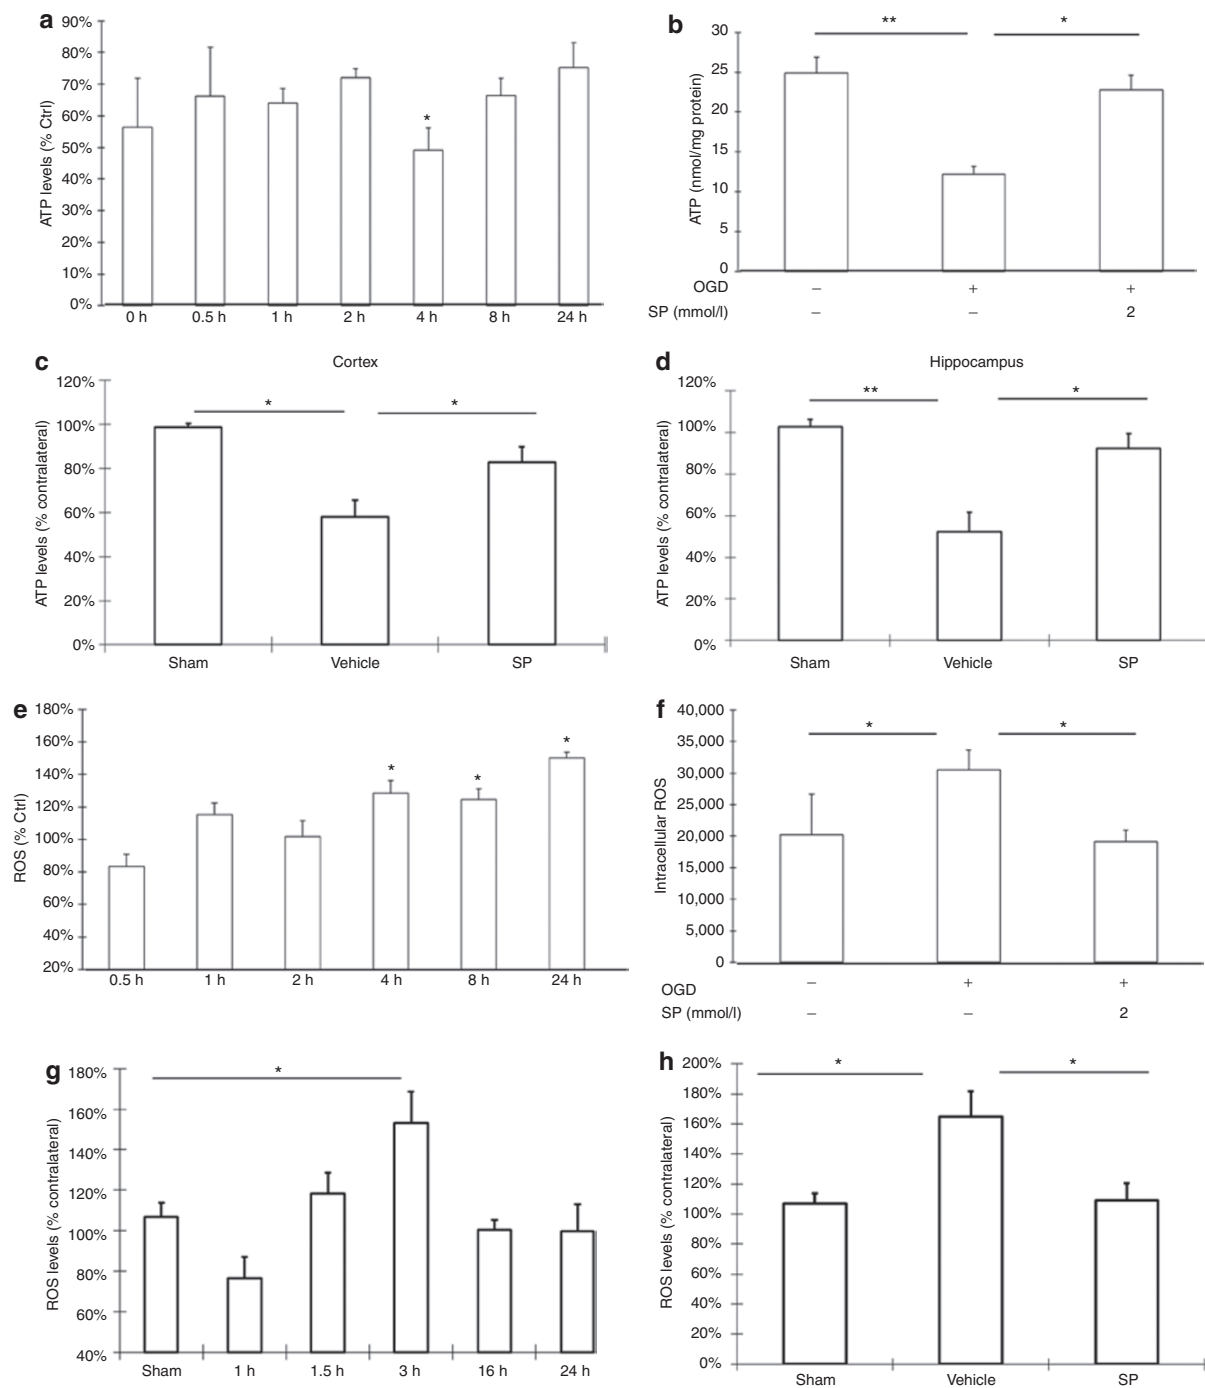 a
ATP levels (% Ctrl)
90%
80%
70%
60%
50%
40%
30%
20%
10%
0%
*
0 h 0.5 h 1 h 2 h 4 h 8 h 24 h
b
ATP (nmol/mg protein)
30
25
20
15
10
5
0
** *
OGD − + +
SP (mmol/l) − − 2
c
Cortex
ATP levels (% contralateral)
120%
100%
80%
60%
40%
20%
0%
* *
Sham Vehicle SP
d
Hippocampus
ATP levels (% contralateral)
120%
100%
80%
60%
40%
20%
0%
** *
Sham Vehicle SP
e
ROS (% Ctrl)
180%
160%
140%
120%
100%
80%
60%
40%
20%
* * *
0.5 h 1 h 2 h 4 h 8 h 24 h
f
Intracellular ROS
40,000
35,000
30,000
25,000
20,000
15,000
10,000
5,000
0
* *
OGD − + +
SP (mmol/l) − − 2
g
ROS levels (% contralateral)
180%
160%
140%
120%
100%
80%
60%
40%
*
Sham 1 h 1.5 h 3 h 16 h 24 h
h
ROS levels (% contralateral)
200%
180%
160%
140%
120%
100%
80%
60%
40%
20%
0%
* *
Sham Vehicle SP